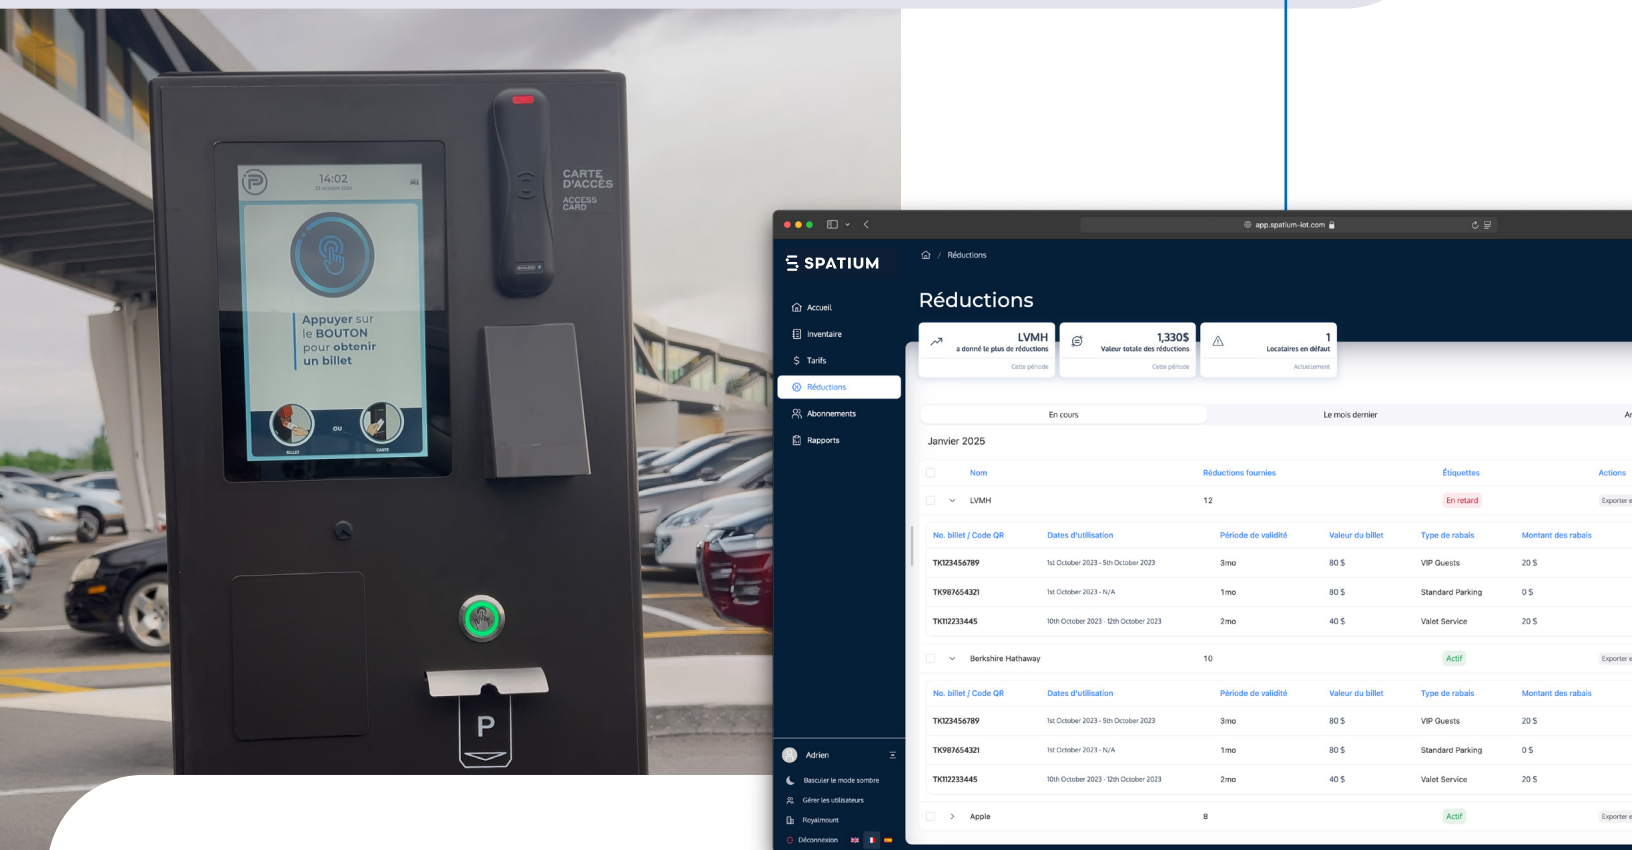 14:02
23 octobre 2024
CARTE
D'ACCÈS
ACCESS
CARD
Appuyer sur
le BOUTON
pour obtenir
un billet
OU
BILLET
CARTE
P
app.spatium-iot.com
SPATIUM
/ Réductions
Réductions
Accueil
Inventaire
Tarifs
Réductions
Abonnements
Rapports
LVMH
a donné le plus de réductions
Cette période
1,330$
Valeur totale des réductions
Cette période
1
Locataires en défaut
Actuellement
En cours
Le mois dernier
Janvier 2025
Nom Réductions fournies Étiquettes Actions
LVMH 12 En retard Exporter e
No. billet / Code QR Dates d'utilisation Période de validité Valeur du billet Type de rabais Montant des rabais
TK123456789 1st October 2023 - 5th October 2023 3mo 80 $ VIP Guests 20 $
TK987654321 1st October 2023 - N/A 1mo 80 $ Standard Parking 0 $
TK112233445 10th October 2023 - 12th October 2023 2mo 40 $ Valet Service 20 $
Berkshire Hathaway 10 Actif Exporter e
No. billet / Code QR Dates d'utilisation Période de validité Valeur du billet Type de rabais Montant des rabais
TK123456789 1st October 2023 - 5th October 2023 3mo 80 $ VIP Guests 20 $
TK987654321 1st October 2023 - N/A 1mo 80 $ Standard Parking 0 $
TK112233445 10th October 2023 - 12th October 2023 2mo 40 $ Valet Service 20 $
Apple 8 Actif Exporter e
Adrien
Basculer le mode sombre
Gérer les utilisateurs
Royalmount
Déconnexion